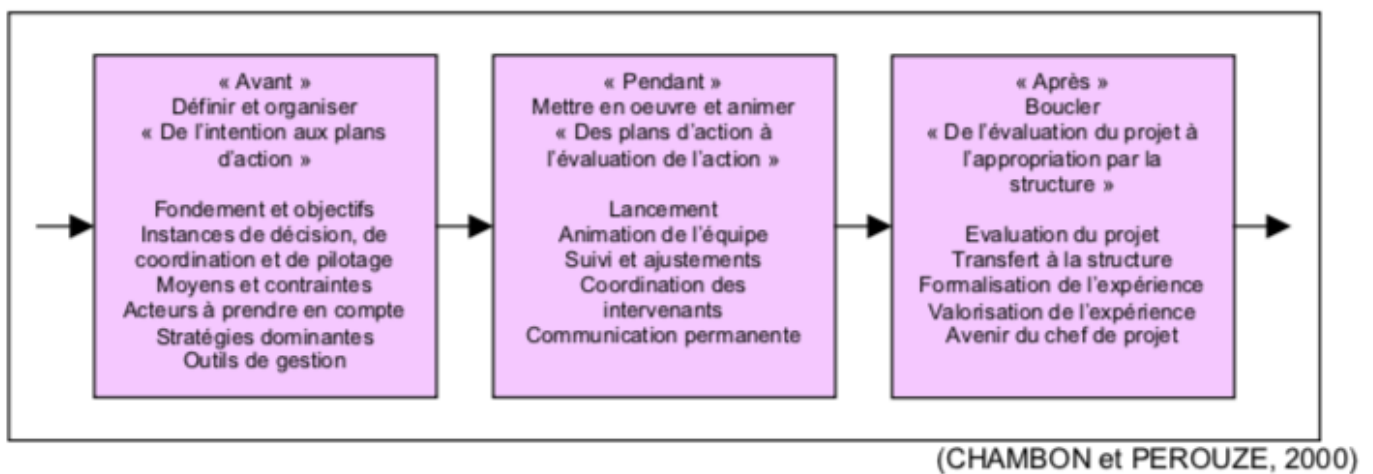 « Avant »
Définir et organiser
« De l'intention aux plans
d'action »
Fondement et objectifs
Instances de décision, de
coordination et de pilotage
Moyens et contraintes
Acteurs à prendre en compte
Stratégies dominantes
Outils de gestion
« Pendant »
Mettre en oeuvre et animer
« Des plans d'action à
l'évaluation de l'action »
Lancement
Animation de l'équipe
Suivi et ajustements
Coordination des
intervenants
Communication permanente
« Après »
Boucler
« De l'évaluation du projet à
l'appropriation par la
structure »
Evaluation du projet
Transfert à la structure
Formalisation de l'expérience
Valorisation de l'expérience
Avenir du chef de projet
(CHAMBON et PEROUZE, 2000)